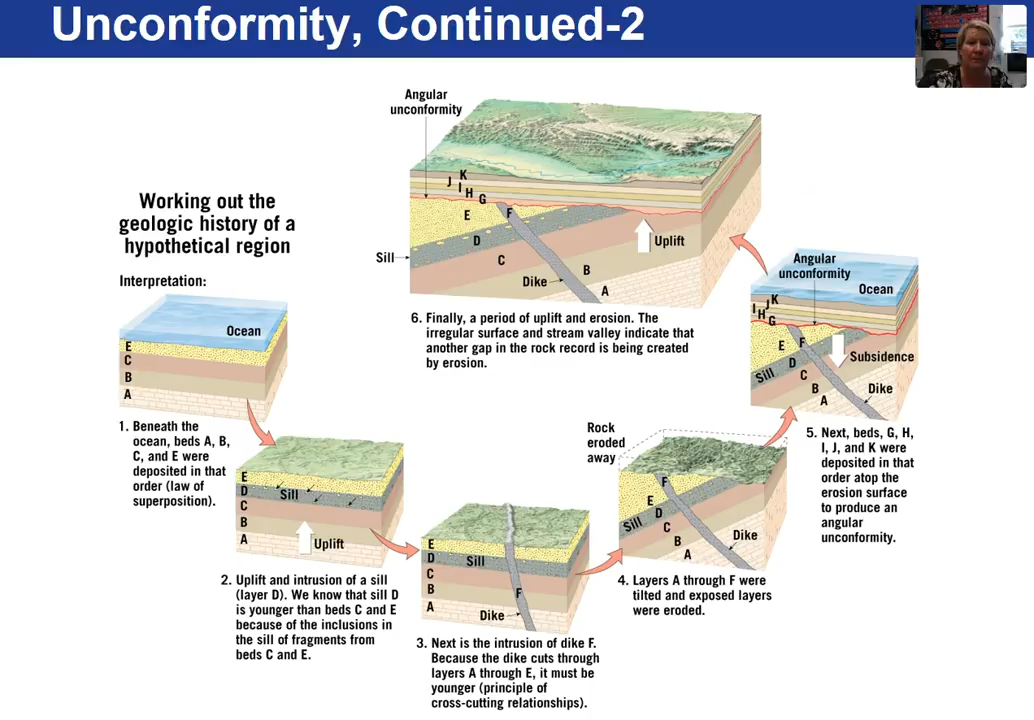 Unconformity, Continued-2
Working out the
geologic history of a
hypothetical region
Interpretation:
Ocean
E
C
B
A
1. Beneath the
ocean, beds A, B,
C, and E were
deposited in that
order (law of
superposition).
E
D
Sill
C
B
A
Uplift
2. Uplift and intrusion of a sill
(layer D). We know that sill D
is younger than beds C and E
because of the inclusions in
the sill of fragments from
beds C and E.
E
D
Sill
C
B
F
A
Dike
3. Next is the intrusion of dike F.
Because the dike cuts through
layers A through E, it must be
younger (principle of
cross-cutting relationships).
Rock
eroded
away
F
E
D
Sill
C
B
A
Dike
4. Layers A through F were
tilted and exposed layers
were eroded.
Angular
unconformity
Ocean
K
J
I
H
G
E
F
D
Subsidence
Sill
C
B
Dike
A
5. Next, beds, G, H,
I, J, and K were
deposited in that
order atop the
erosion surface
to produce an
angular
unconformity.
Angular
unconformity
K
J
I
H
G
E
F
D
Uplift
Sill
C
B
Dike
A
6. Finally, a period of uplift and erosion. The
irregular surface and stream valley indicate that
another gap in the rock record is being created
by erosion.